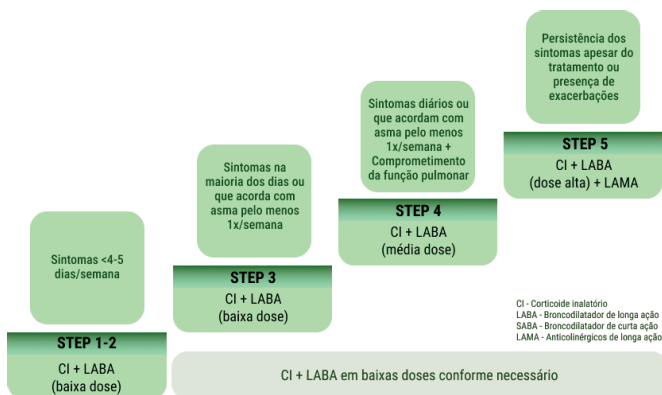 Sintomas <4-5
dias/semana
STEP 1-2
CI + LABA
(baixa dose)
Sintomas na
maioria dos dias ou
que acorda com
asma pelo menos
1x/semana
STEP 3
CI + LABA
(baixa dose)
Sintomas diários ou
que acordam com
asma pelo menos
1x/semana +
Comprometimento
da função pulmonar
STEP 4
CI + LABA
(média dose)
Persistência dos
sintomas apesar do
tratamento ou
presença de
exacerbações
STEP 5
CI + LABA
(dose alta) + LAMA
CI - Corticoide inalatório
LABA - Broncodilatador de longa ação
SABA - Broncodilatador de curta ação
LAMA - Anticolinérgicos de longa ação
CI + LABA em baixas doses conforme necessário